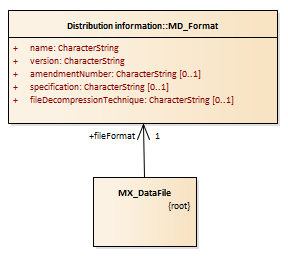 Distribution information::MD_Format
+ name: CharacterString
+ version: CharacterString
+ amendmentNumber: CharacterString [0..1]
+ specification: CharacterString [0..1]
+ fileDecompressionTechnique: CharacterString [0..1]
+fileFormat 1
MX_DataFile
{root}